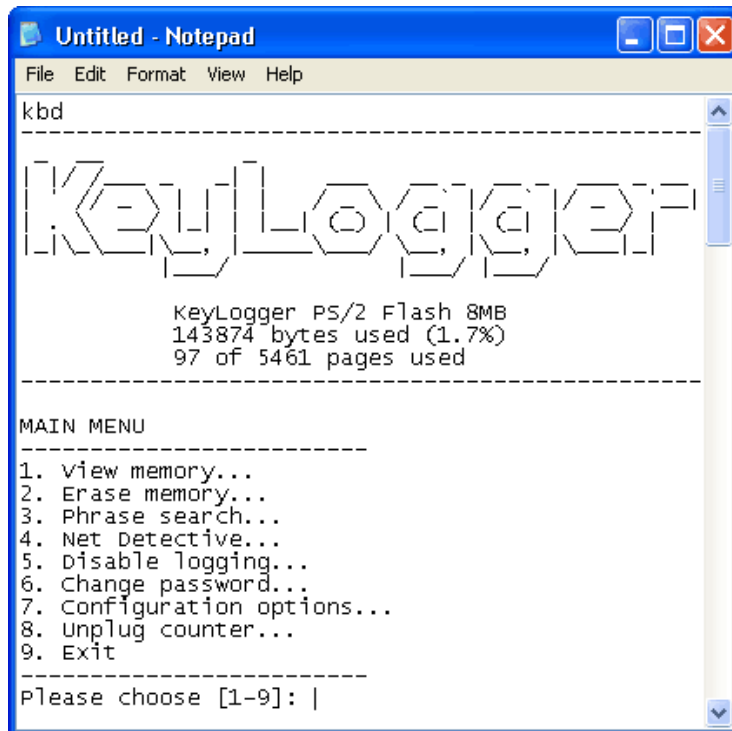 Untitled - Notepad
File Edit Format View Help
kbd
------------------------------------------------
KeyLogger
KeyLogger PS/2 Flash 8MB
143874 bytes used (1.7%)
97 of 5461 pages used
------------------------------------------------
MAIN MENU
-------------------------
1. View memory...
2. Erase memory...
3. Phrase search...
4. Net Detective...
5. Disable logging...
6. Change password...
7. Configuration options...
8. Unplug counter...
9. Exit
-------------------------
Please choose [1-9]: |